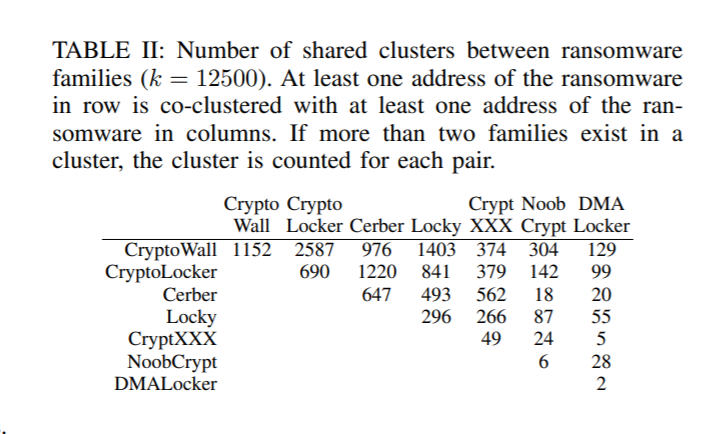 TABLE II: Number of shared clusters between ransomware
families (k = 12500). At least one address of the ransomware
in row is co-clustered with at least one address of the ran-
somware in columns. If more than two families exist in a
cluster, the cluster is counted for each pair.
Crypto Crypto Crypt Noob DMA
Wall Locker Cerber Locky XXX Crypt Locker
CryptoWall 1152 2587 976 1403 374 304 129
CryptoLocker 690 1220 841 379 142 99
Cerber 647 493 562 18 20
Locky 296 266 87 55
CryptXXX 49 24 5
NoobCrypt 6 28
DMALocker 2